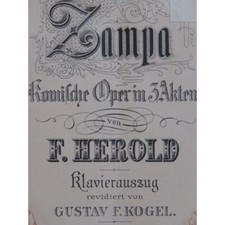 Zampa
Komische Oper in 3 Akten
von
F. HEROLD
Klavierauszug
revidiert von
GUSTAV F. KOGEL.